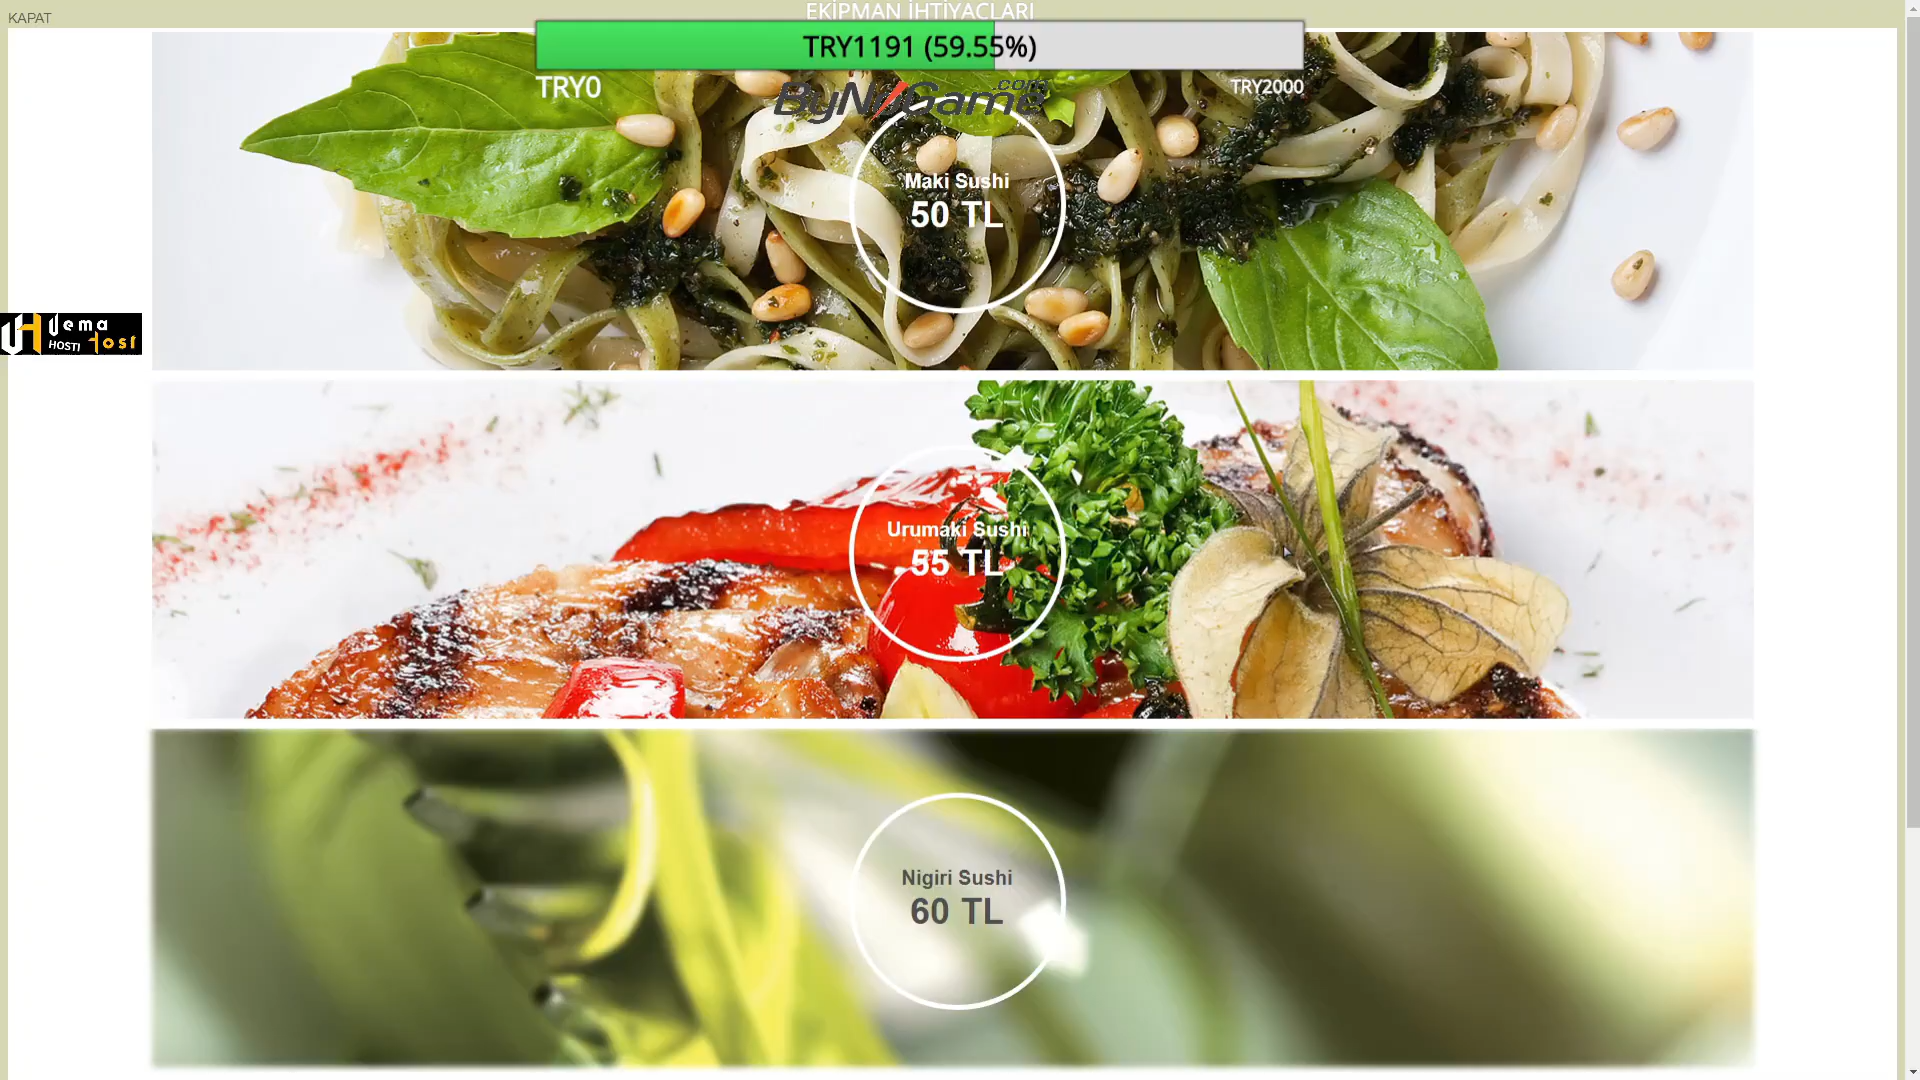 KAPAT
EKİPMAN İHTİYAÇLARI
TRY1191 (59.55%)
TRY0
TRY2000
ByNoGame.com
Maki Sushi
50 TL
Vema
HOSTI
Urumaki Sushi
55 TL
Nigiri Sushi
60 TL